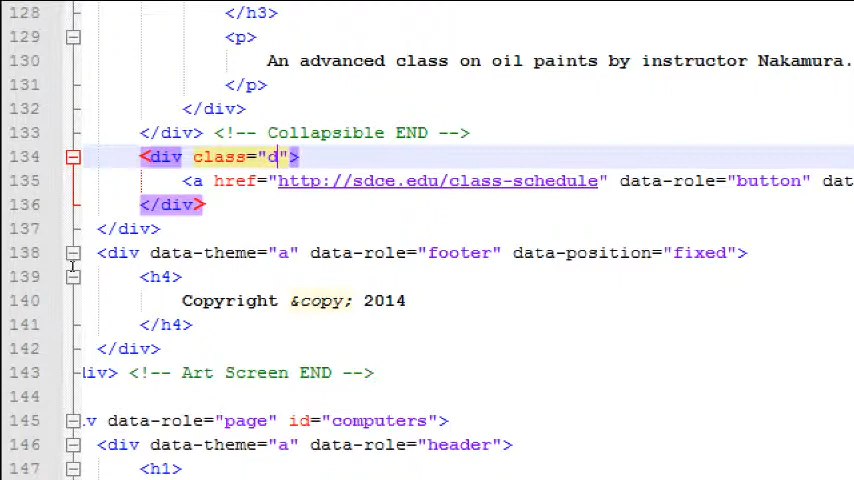 128 </h3>
129 <p>
130 An advanced class on oil paints by instructor Nakamura.
131 </p>
132 </div>
133 </div> <!-- Collapsible END -->
134 <div class="d">
135 <a href="http://sdce.edu/class-schedule" data-role="button" dat
136 </div>
137 </div>
138 <div data-theme="a" data-role="footer" data-position="fixed">
139 <h4>
140 Copyright &copy; 2014
141 </h4>
142 </div>
143 div> <!-- Art Screen END -->
144
145 v data-role="page" id="computers">
146 <div data-theme="a" data-role="header">
147 <h1>